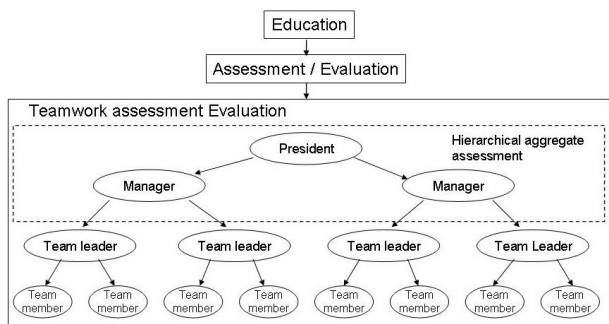 Education
Assessment / Evaluation
Teamwork assessment Evaluation
Hierarchical aggregate
assessment
President
Manager
Manager
Team leader
Team leader
Team leader
Team Leader
Team
member
Team
member
Team
member
Team
member
Team
member
Team
member
Team
member
Team
member